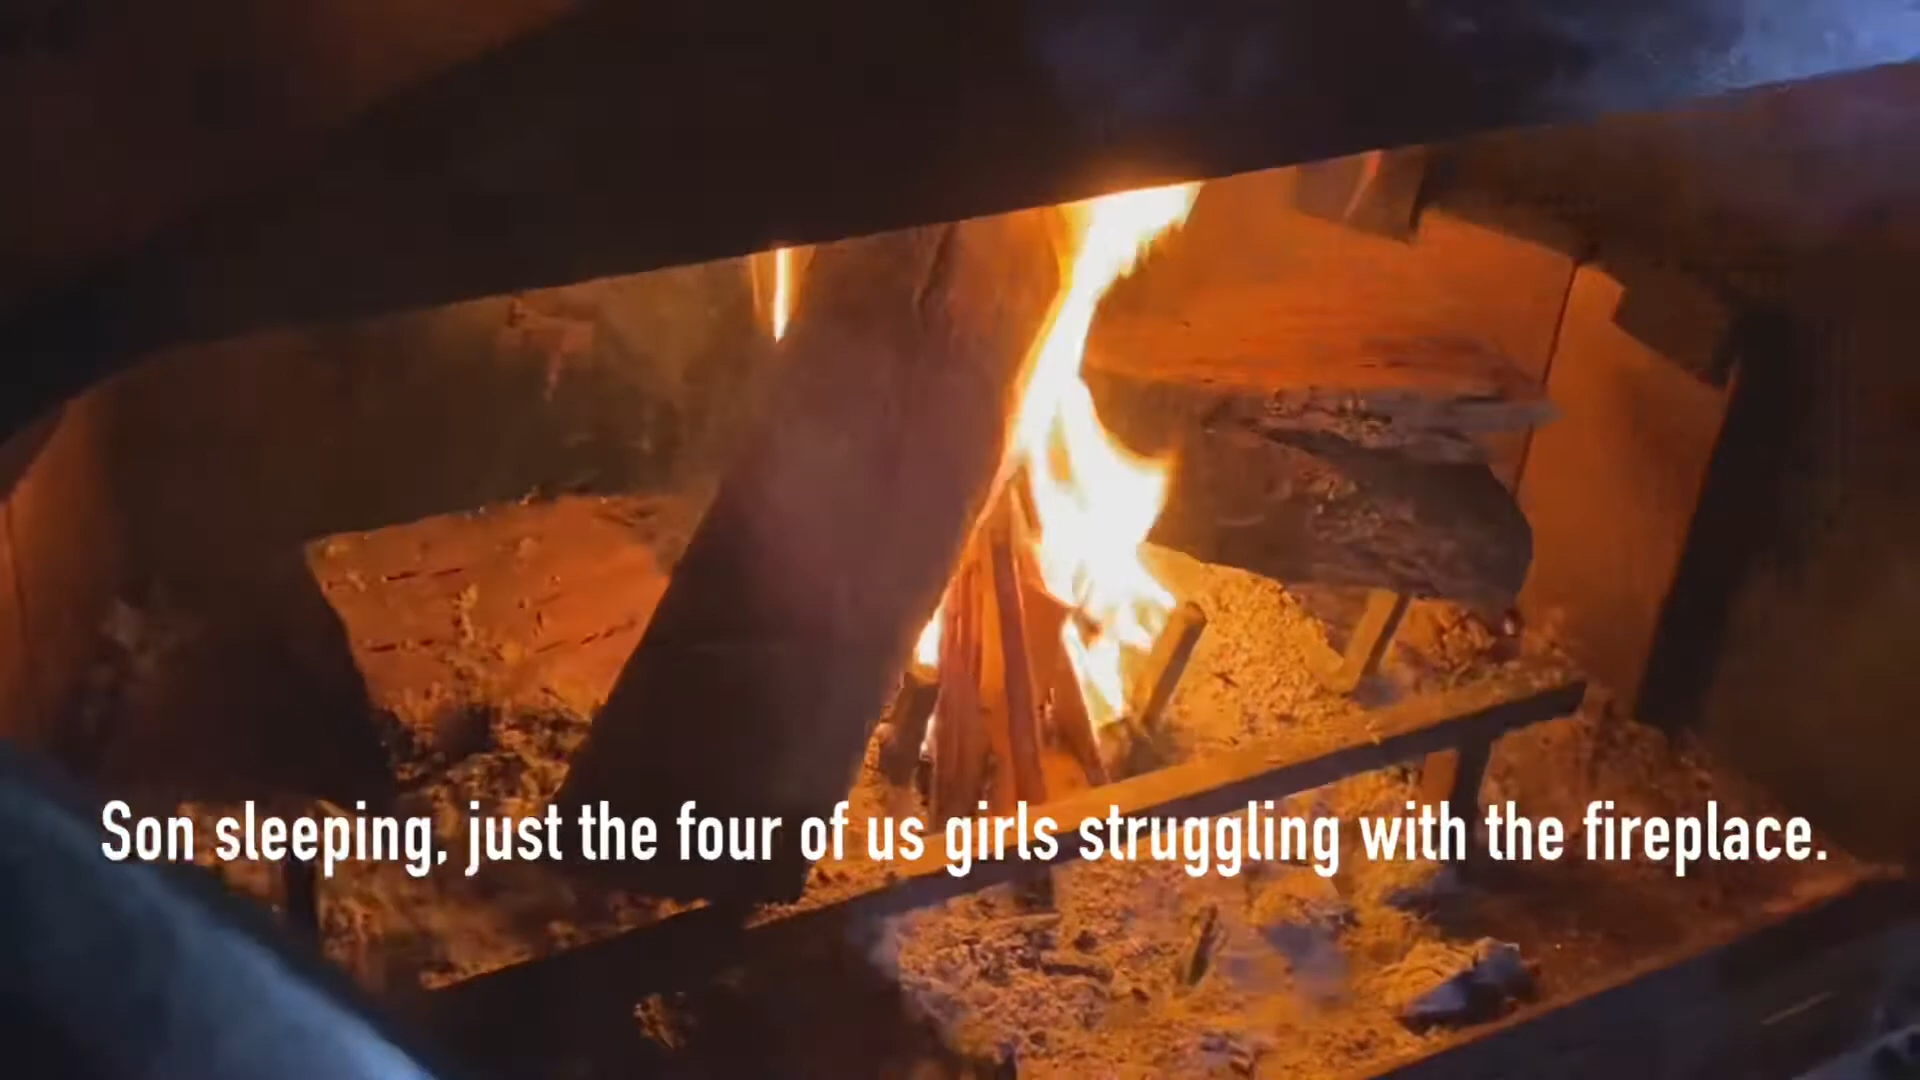 Son sleeping, just the four of us girls struggling with the fireplace.